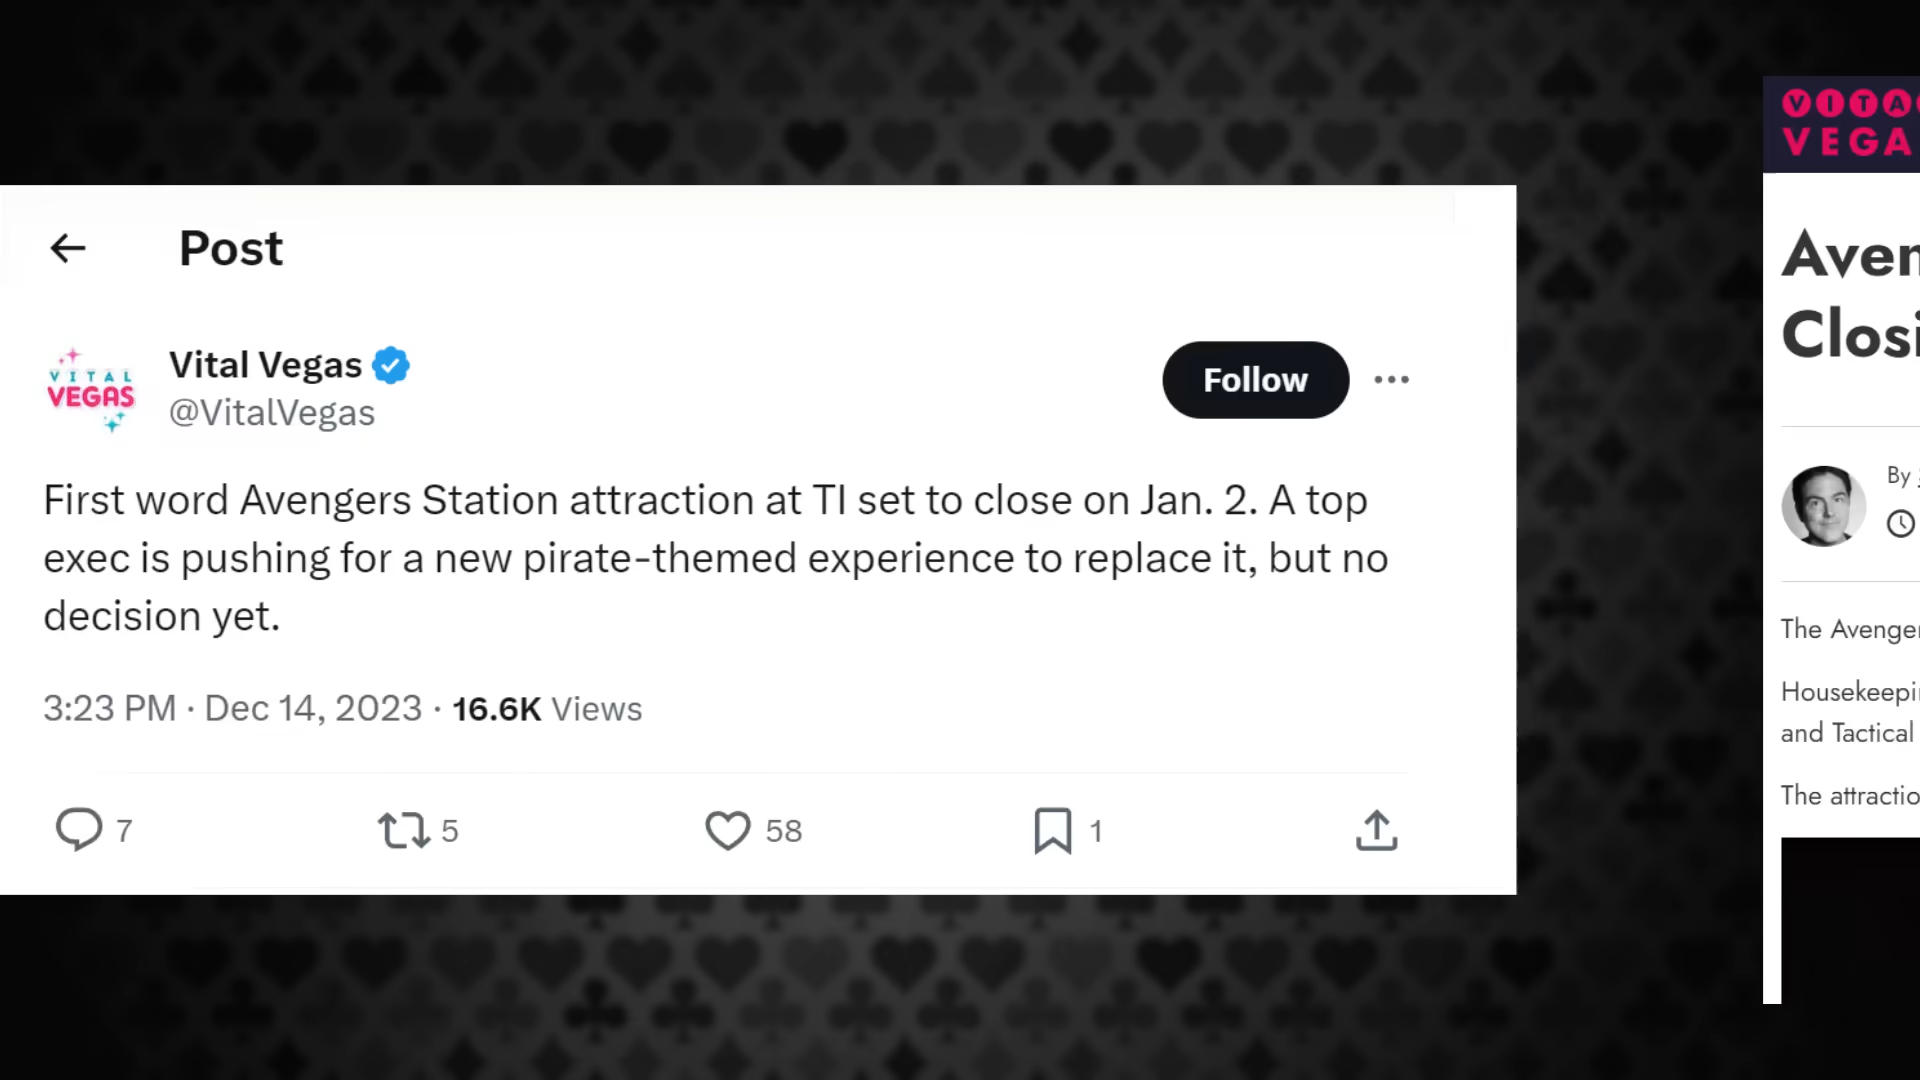 Post
VITAL
VEGAS
Vital Vegas
@VitalVegas
Follow
First word Avengers Station attraction at TI set to close on Jan. 2. A top
exec is pushing for a new pirate-themed experience to replace it, but no
decision yet.
3:23 PM · Dec 14, 2023 · 16.6K Views
7 5 58 1
VITA
VEGA
Aven
Closi
By
The Avenge
Housekeepi
and Tactical
The attractio